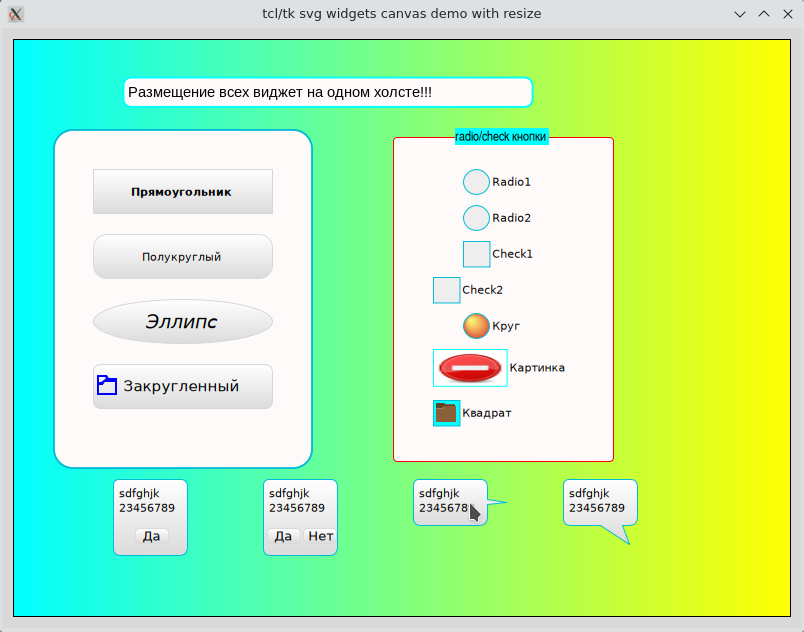 tcl/tk svg widgets canvas demo with resize
Размещение всех виджет на одном холсте!!!
Прямоугольник
Полукруглый
Эллипс
Закругленный
radio/check кнопки
Radio1
Radio2
Check1
Check2
Круг
Картинка
Квадрат
sdfghjk
23456789
Да
sdfghjk
23456789
Да Нет
sdfghjk
2345678
sdfghjk
23456789